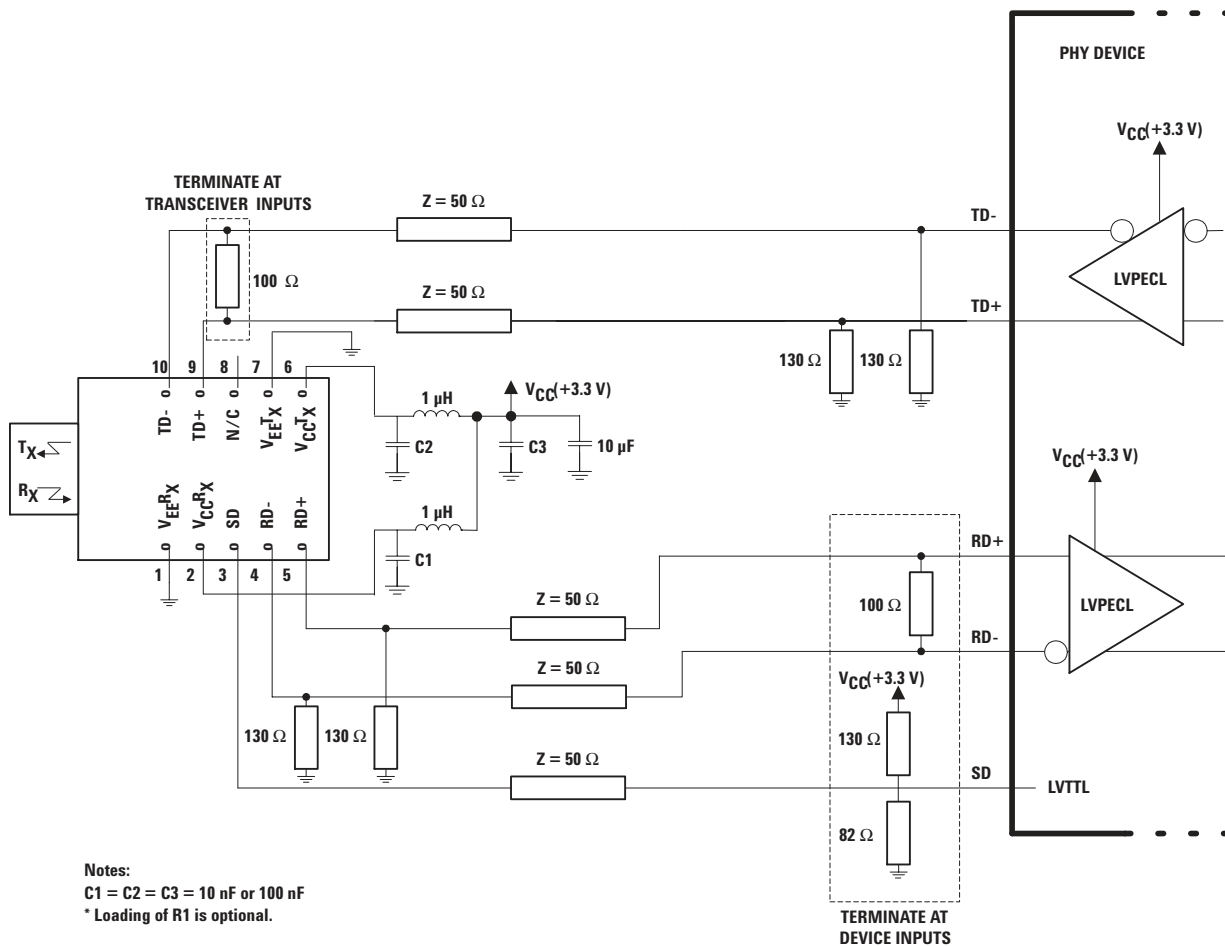 PHY DEVICE
VCC(+3.3 V)
TERMINATE AT
TRANSCEIVER INPUTS
Z = 50 Ω
TD-
LVPECL
100 Ω
Z = 50 Ω
TD+
130 Ω
130 Ω
10
9
8
7
6
TD-
TD+
N/C
VEETX
VCCTX
1 µH
VCC(+3.3 V)
C2
C3
10 µF
TX
RX
VEERX
VCCRX
SD
RD-
RD+
1
2
3
4
5
1 µH
C1
VCC(+3.3 V)
RD+
Z = 50 Ω
100 Ω
LVPECL
RD-
Z = 50 Ω
VCC(+3.3 V)
130 Ω
130 Ω
130 Ω
Z = 50 Ω
SD
LVTTL
82 Ω
Notes:
C1 = C2 = C3 = 10 nF or 100 nF
* Loading of R1 is optional.
TERMINATE AT
DEVICE INPUTS